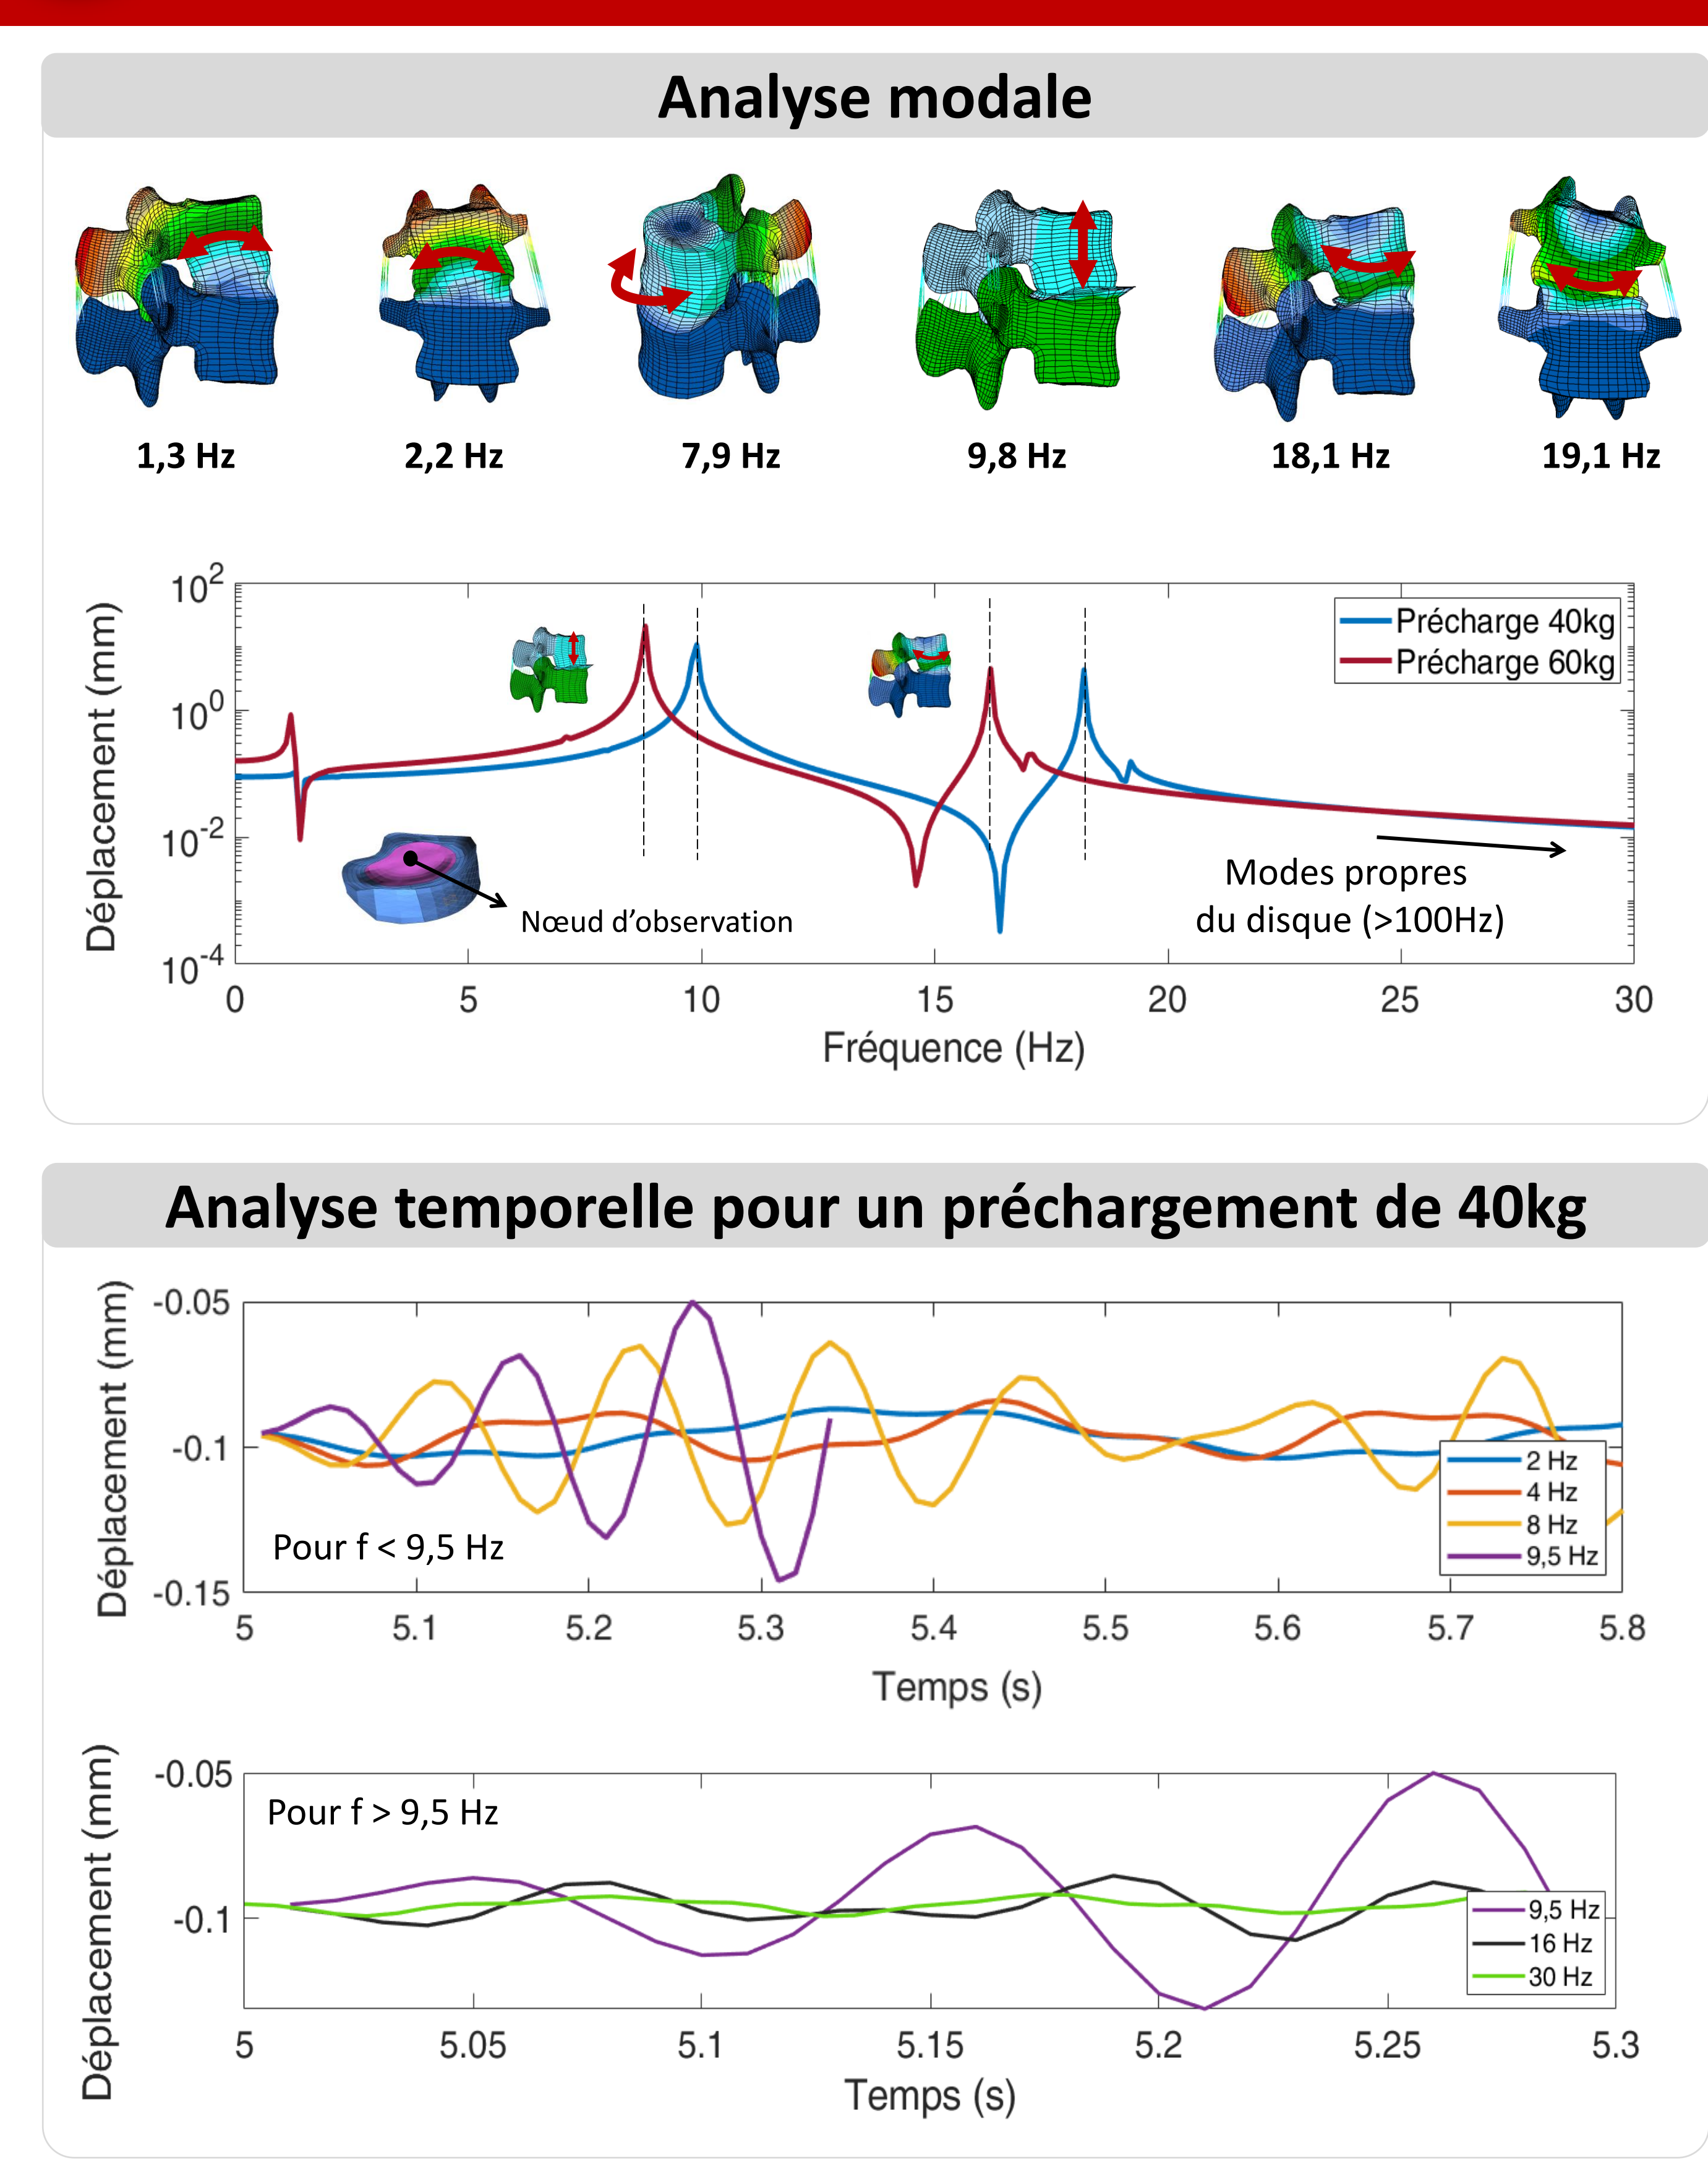 Analyse modale
1,3 Hz
2,2 Hz
7,9 Hz
9,8 Hz
18,1 Hz
19,1 Hz
Déplacement (mm)
10^2
10^0
10^-2
10^-4
Précharge 40kg
Précharge 60kg
Nœud d’observation
Modes propres
du disque (>100Hz)
0 5 10 15 20 25 30
Fréquence (Hz)
Analyse temporelle pour un préchargement de 40kg
Déplacement (mm)
-0.05
-0.1
-0.15
Pour f < 9,5 Hz
2 Hz
4 Hz
8 Hz
9,5 Hz
5 5.1 5.2 5.3 5.4 5.5 5.6 5.7 5.8
Temps (s)
Déplacement (mm)
-0.05
-0.1
Pour f > 9,5 Hz
9,5 Hz
16 Hz
30 Hz
5 5.05 5.1 5.15 5.2 5.25 5.3
Temps (s)